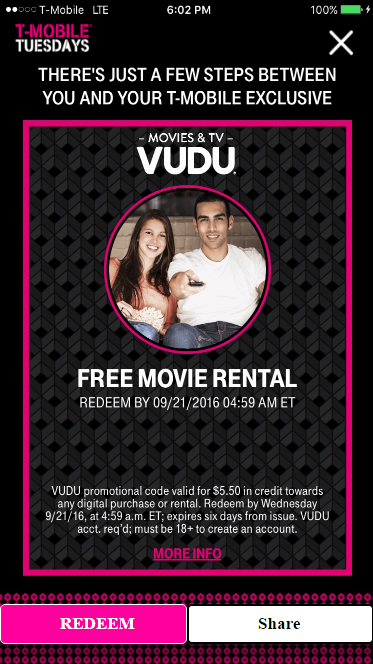 T-Mobile LTE 6:02 PM 100%
T-MOBILE
TUESDAYS
THERE'S JUST A FEW STEPS BETWEEN
YOU AND YOUR T-MOBILE EXCLUSIVE
– MOVIES & TV –
VUDU
FREE MOVIE RENTAL
REDEEM BY 09/21/2016 04:59 AM ET
VUDU promotional code valid for $5.50 in credit towards
any digital purchase or rental. Redeem by Wednesday
9/21/16, at 4:59 a.m. ET; expires six days from issue. VUDU
acct. req'd; must be 18+ to create an account.
MORE INFO
REDEEM Share